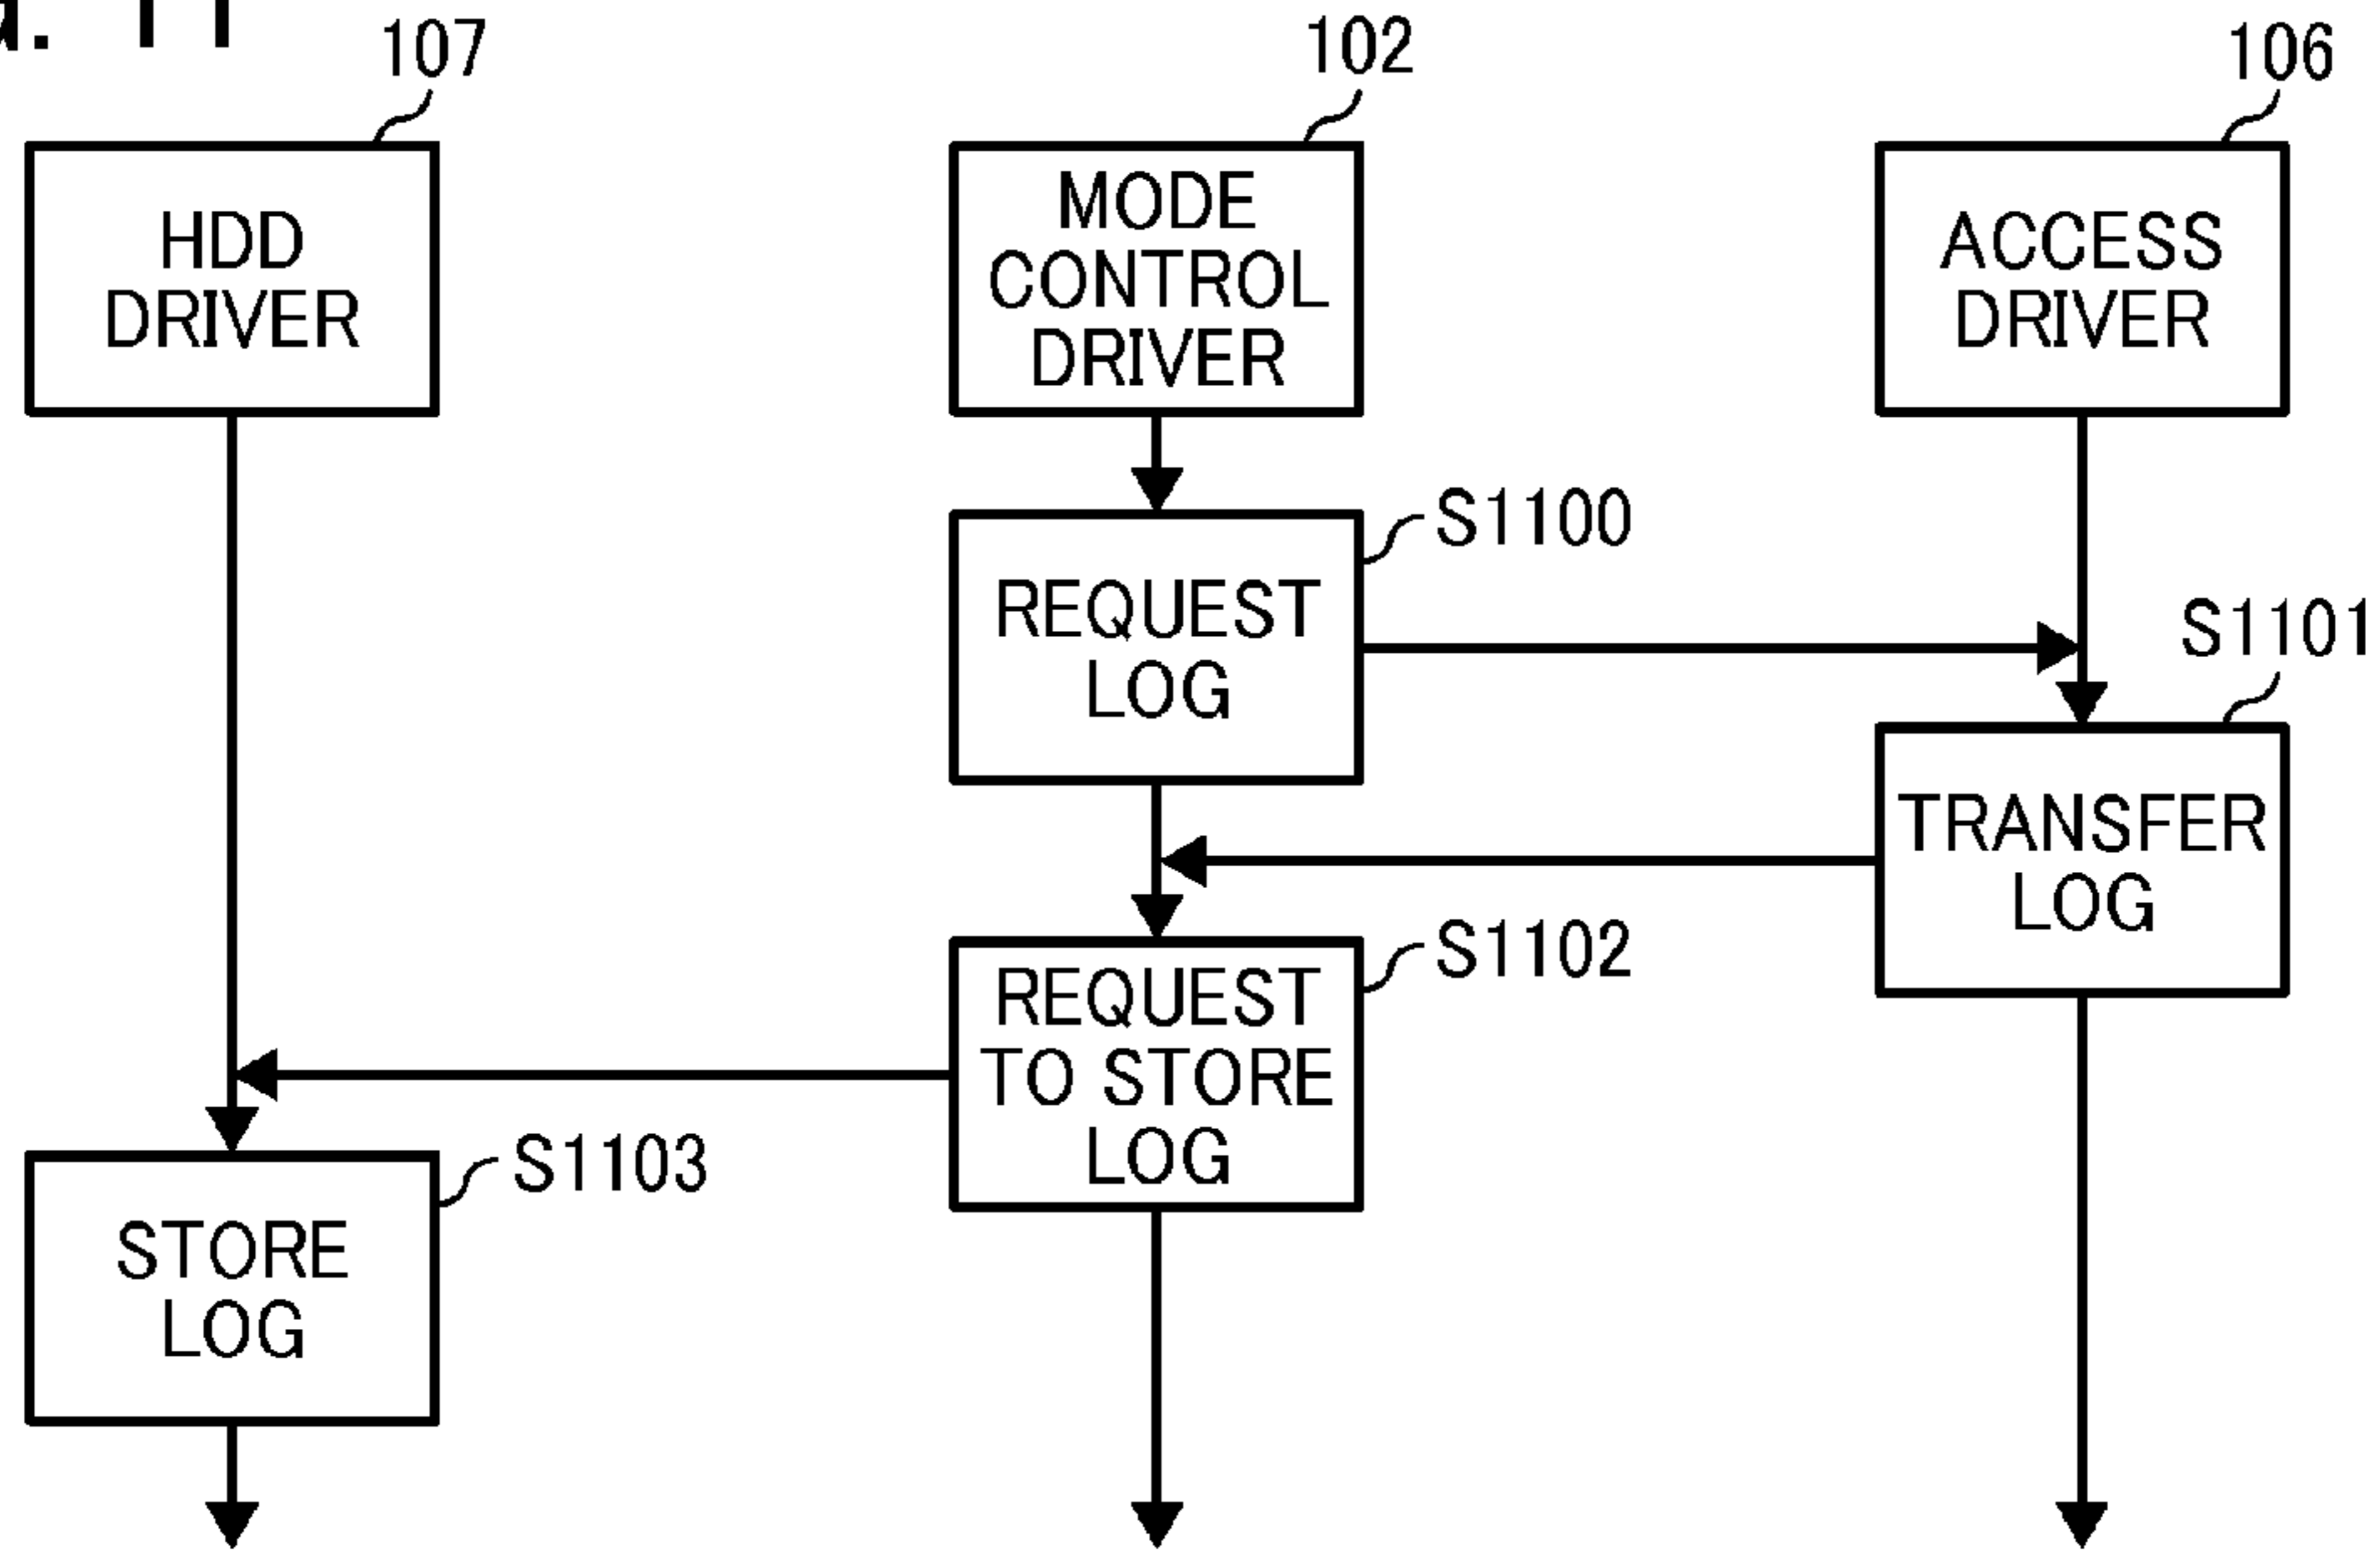 11
107
102
106
HDD
DRIVER
MODE
CONTROL
DRIVER
ACCESS
DRIVER
S1100
REQUEST
LOG
S1101
TRANSFER
LOG
S1102
REQUEST
TO STORE
LOG
S1103
STORE
LOG